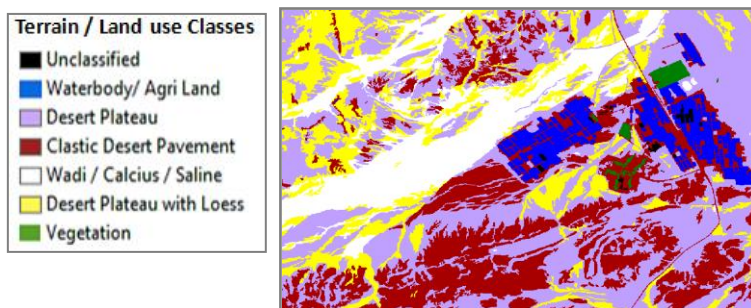 Terrain / Land use Classes
Unclassified
Waterbody/ Agri Land
Desert Plateau
Clastic Desert Pavement
Wadi / Calcius / Saline
Desert Plateau with Loess
Vegetation